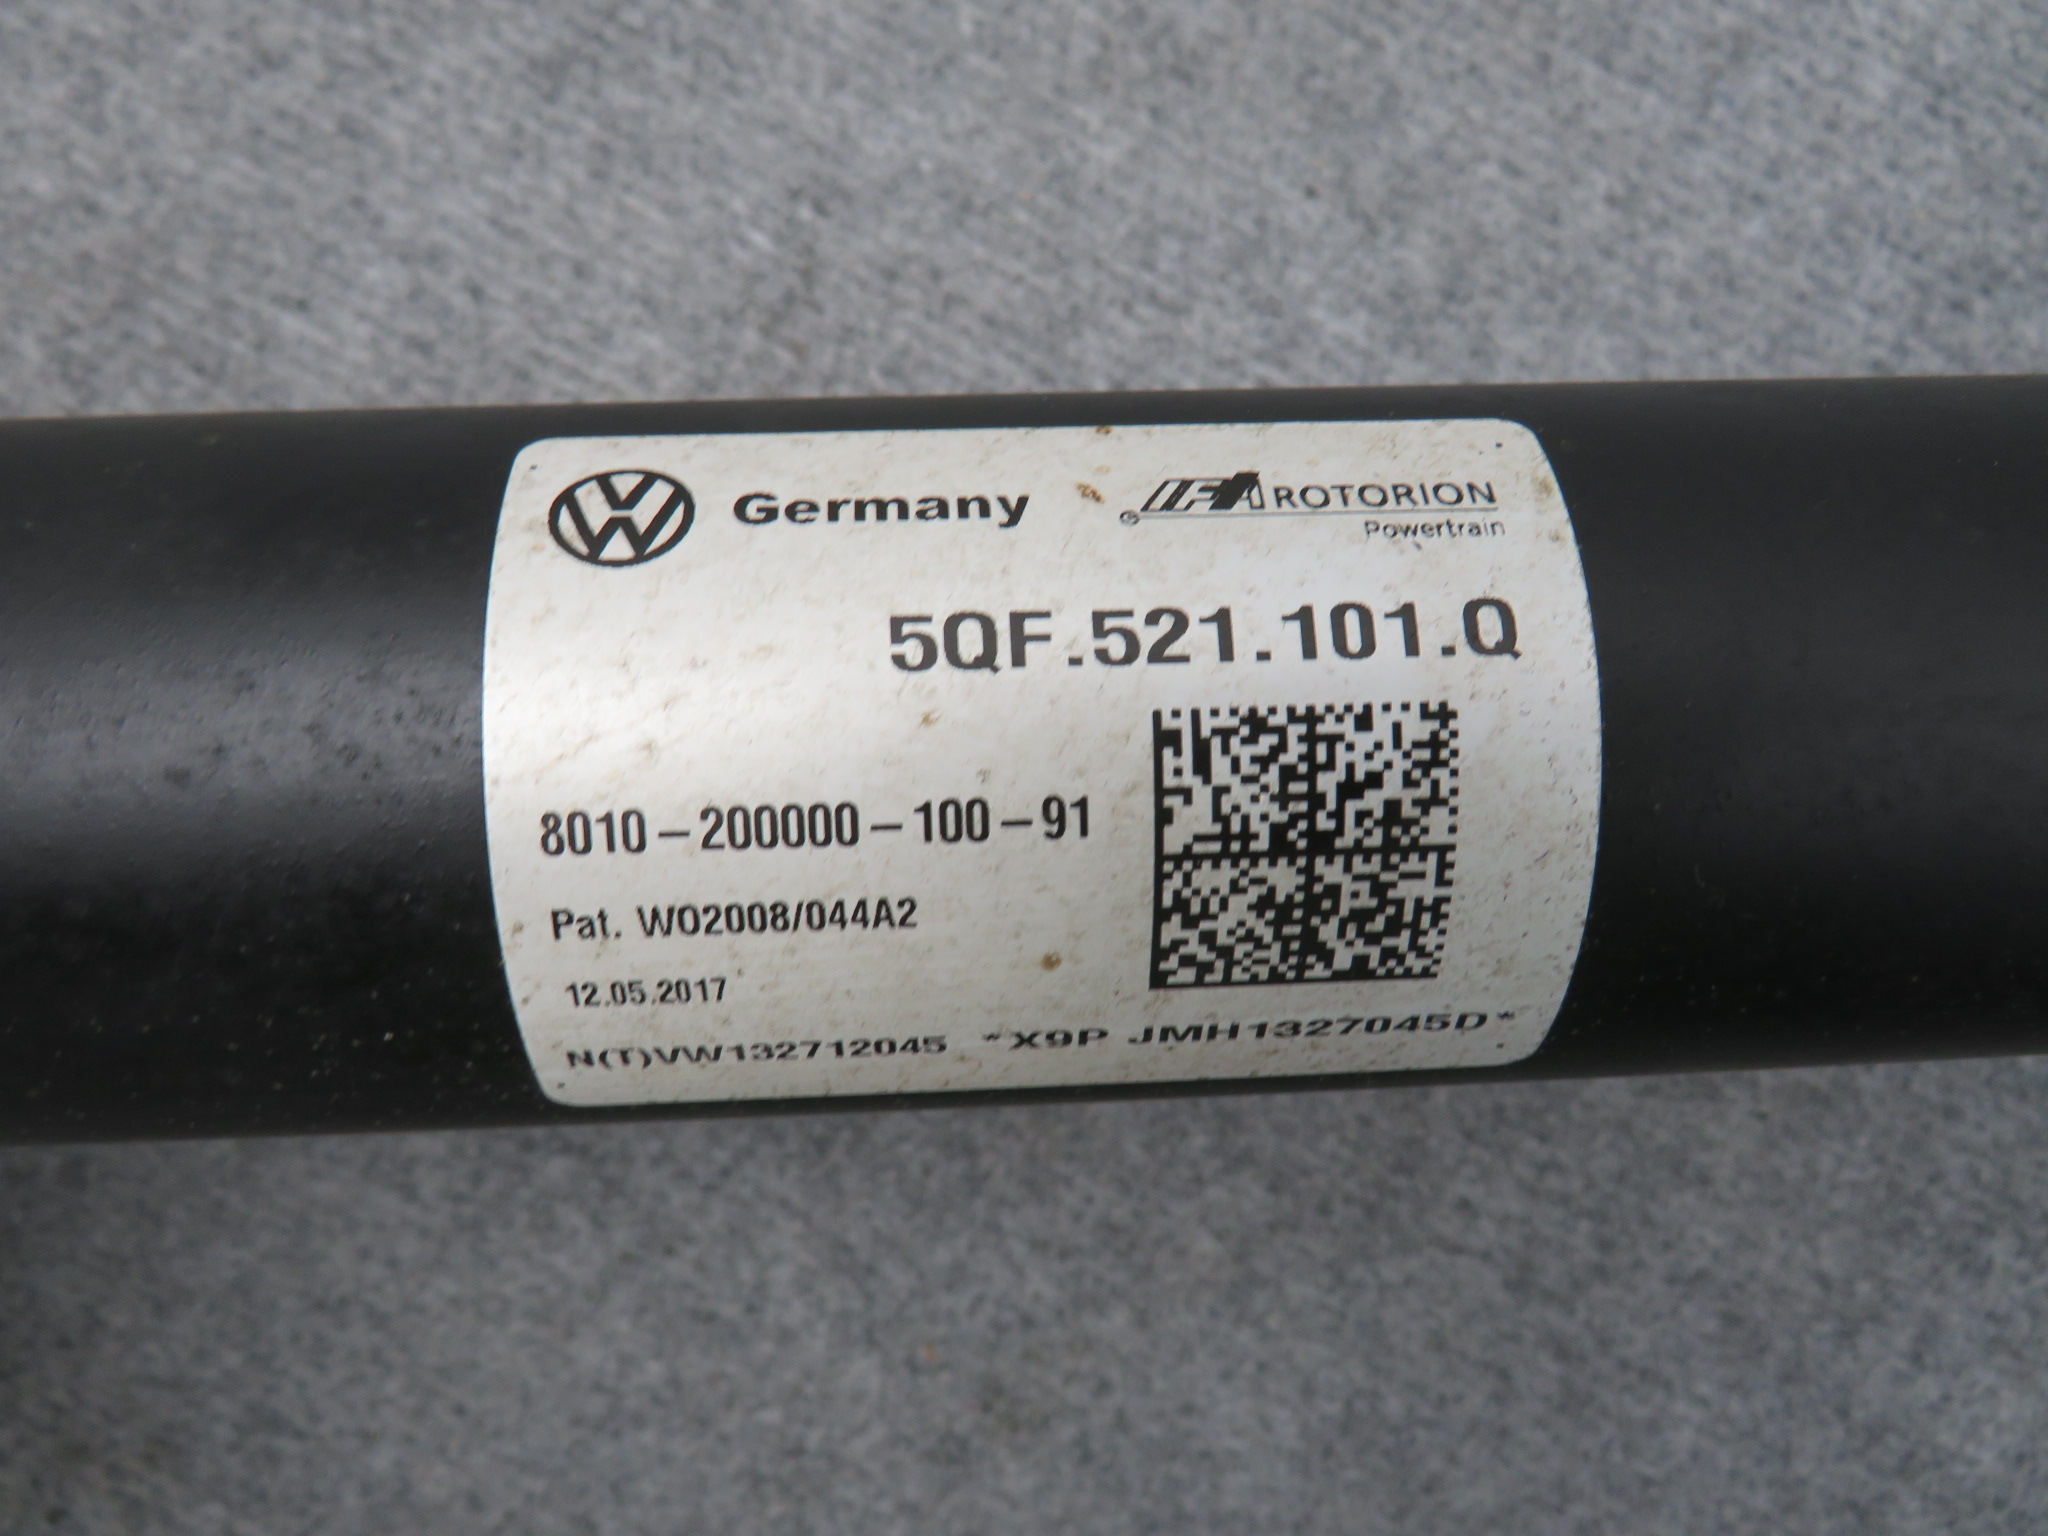 Germany
IFA ROTORION
Powertrain
5QF.521.101.Q
8010-200000-100-91
Pat. WO2008/044A2
12.05.2017
N(T)VW132712045 *X9P JMH1327045D*